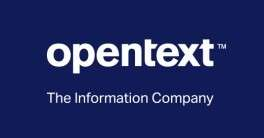 opentext™
The Information Company